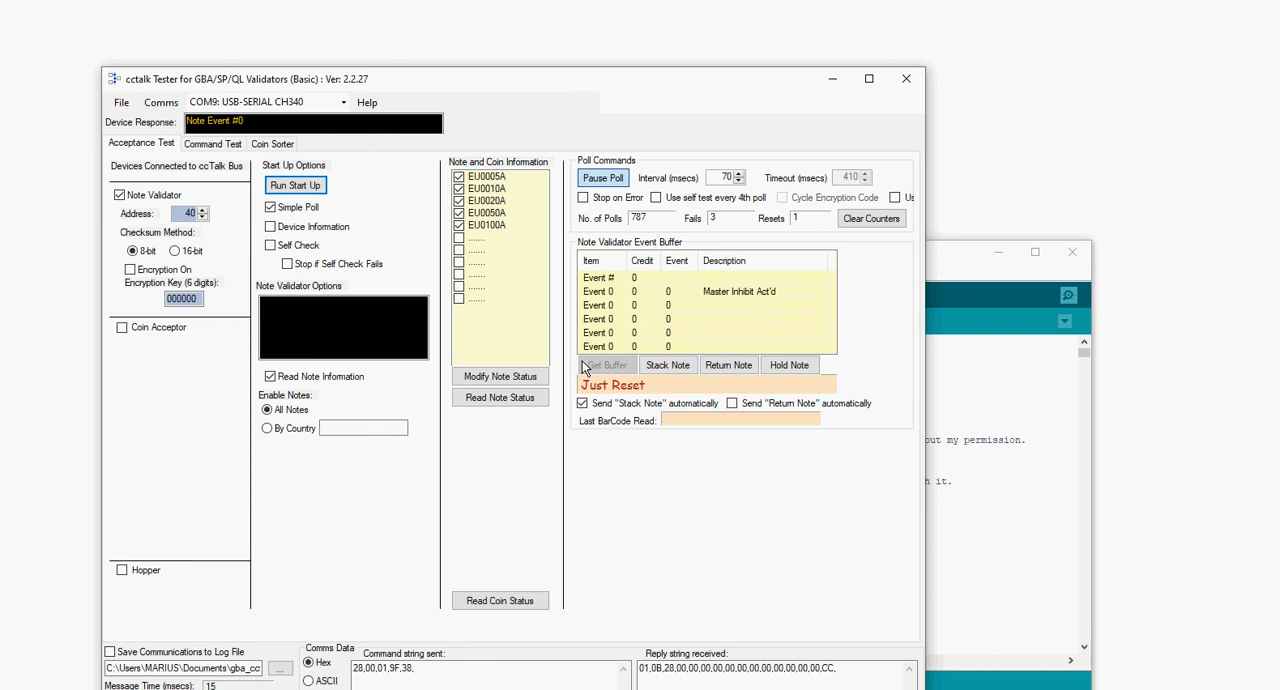 cctalk Tester for GBA/SP/QL Validators (Basic) : Ver: 2.2.27
File Comms COM9: USB-SERIAL CH340 Help
Device Response: Note Event #0
Acceptance Test Command Test Coin Sorter
Devices Connected to ccTalk Bus
Note Validator
Address: 40
Checksum Method:
8-bit 16-bit
Encryption On
Encryption Key (6 digits):
000000
Coin Acceptor
Hopper
Start Up Options
Run Start Up
Simple Poll
Device Information
Self Check
Stop if Self Check Fails
Note Validator Options
Read Note Information
Enable Notes:
All Notes
By Country
Note and Coin Information
EU0005A
EU0010A
EU0020A
EU0050A
EU0100A
.......
.......
.......
.......
.......
.......
Modify Note Status
Read Note Status
Read Coin Status
Poll Commands
Pause Poll Interval (msecs) 70 Timeout (msecs) 410
Stop on Error Use self test every 4th poll Cycle Encryption Code Us
No. of Polls 787 Fails 3 Resets 1 Clear Counters
Note Validator Event Buffer
Item Credit Event Description
Event # 0
Event 0 0 0 Master Inhibit Act'd
Event 0 0 0
Event 0 0 0
Event 0 0 0
Event 0 0 0
Get Buffer Stack Note Return Note Hold Note
Just Reset
Send "Stack Note" automatically Send "Return Note" automatically
Last BarCode Read:
Save Communications to Log File
C:\Users\MARIUS\Documents\gba_cc ...
Message Time (msecs): 15
Comms Data
Hex
ASCII
Command string sent:
28,00,01,9F,38,
Reply string received:
01,0B,28,00,00,00,00,00,00,00,00,00,00,00,00,CC,
out my permission.
n it.